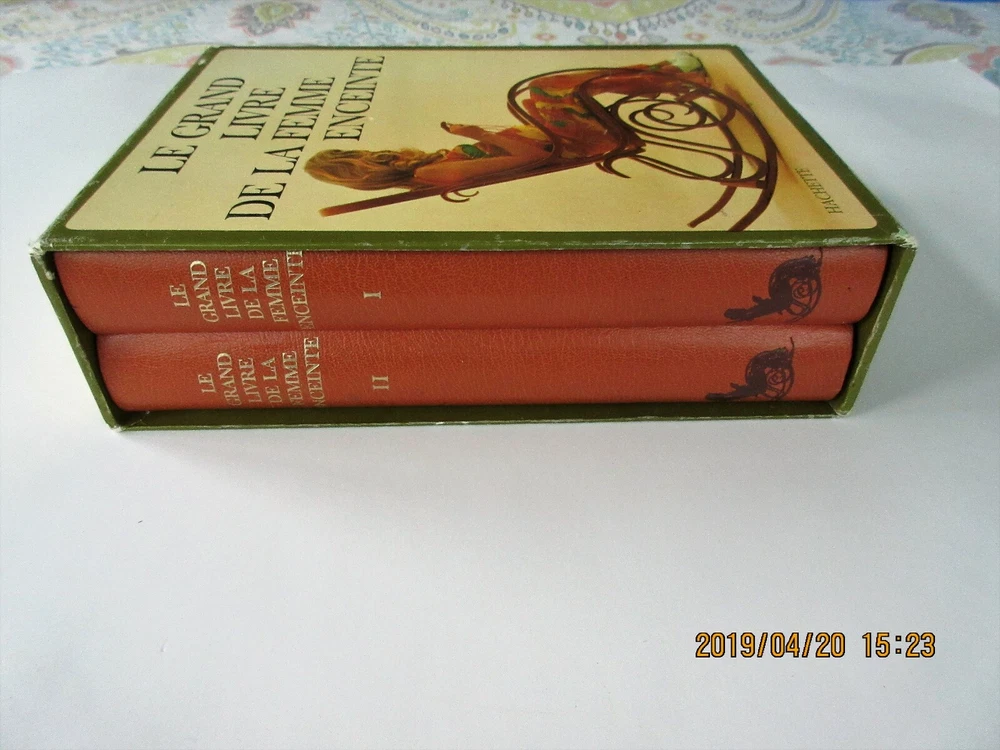 LE GRAND
LIVRE
DE LA FEMME
ENCEINTE
HACHETTE
LE
GRAND
LIVRE
DE LA
FEMME
ENCEINTE
I
LE
GRAND
LIVRE
DE LA
FEMME
ENCEINTE
II
2019/04/20 15:23